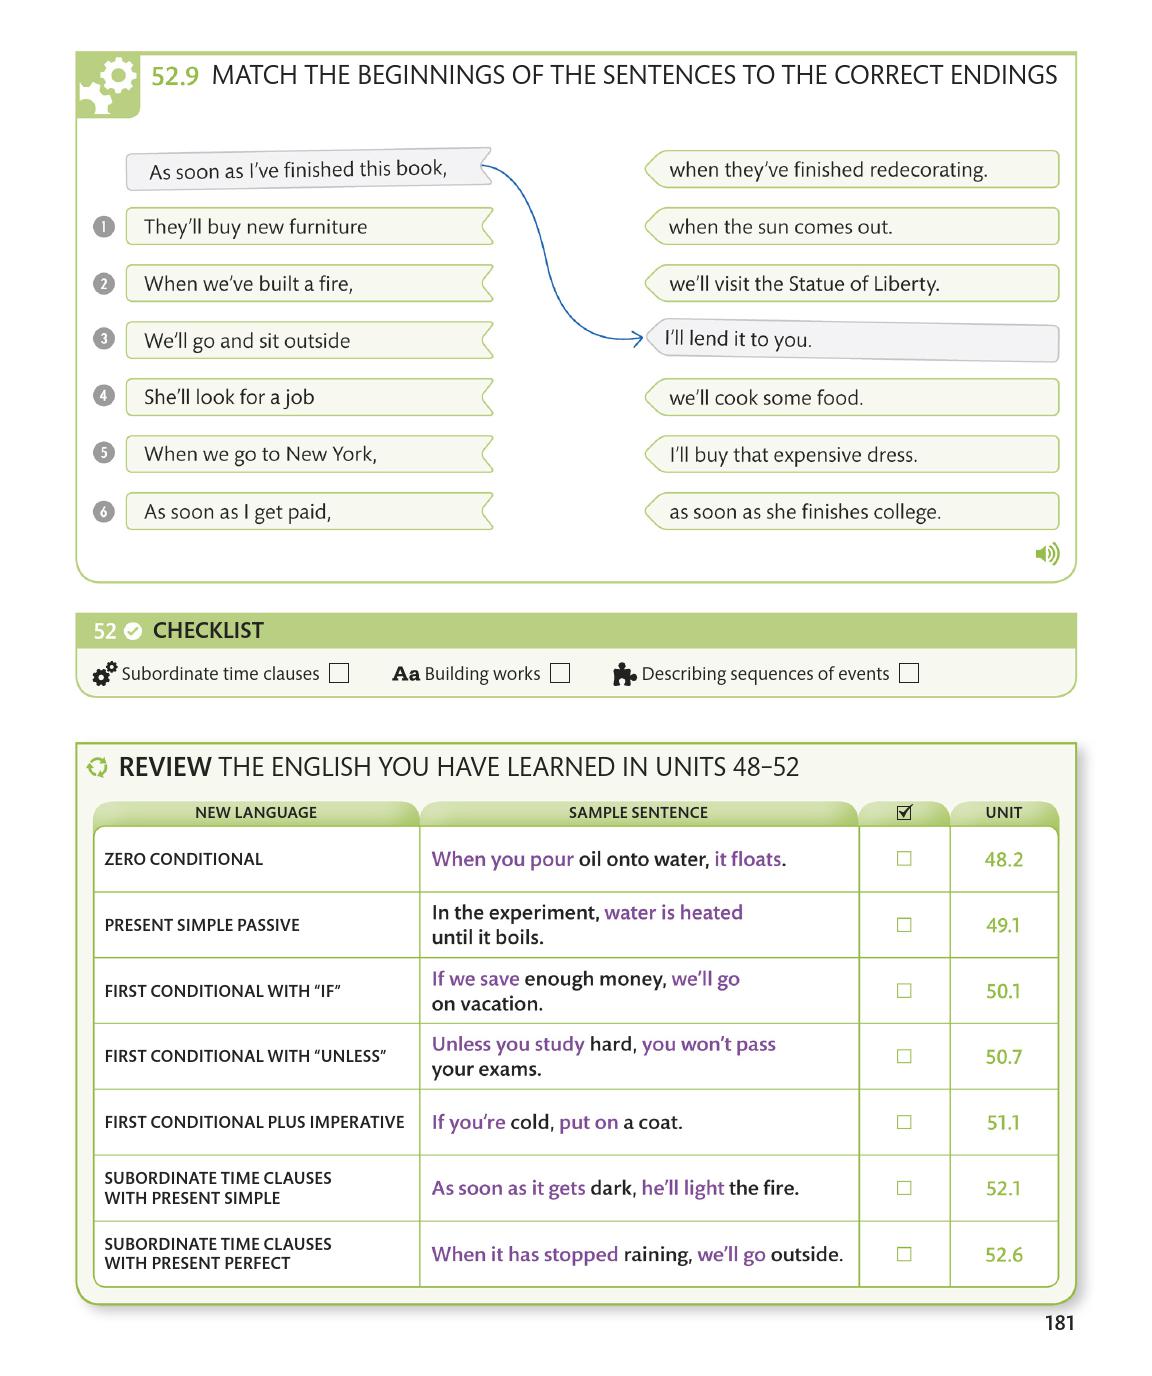 52.9 MATCH THE BEGINNINGS OF THE SENTENCES TO THE CORRECT ENDINGS
As soon as I've finished this book,
when they've finished redecorating.
1 They'll buy new furniture
when the sun comes out.
2 When we've built a fire,
we'll visit the Statue of Liberty.
3 We'll go and sit outside
I'll lend it to you.
4 She'll look for a job
we'll cook some food.
5 When we go to New York,
I'll buy that expensive dress.
6 As soon as I get paid,
as soon as she finishes college.
52 CHECKLIST
Subordinate time clauses Aa Building works Describing sequences of events
REVIEW THE ENGLISH YOU HAVE LEARNED IN UNITS 48–52
NEW LANGUAGE SAMPLE SENTENCE UNIT
ZERO CONDITIONAL
When you pour oil onto water, it floats.
48.2
PRESENT SIMPLE PASSIVE
In the experiment, water is heated
until it boils.
49.1
FIRST CONDITIONAL WITH “IF”
If we save enough money, we'll go
on vacation.
50.1
FIRST CONDITIONAL WITH “UNLESS”
Unless you study hard, you won't pass
your exams.
50.7
FIRST CONDITIONAL PLUS IMPERATIVE
If you're cold, put on a coat.
51.1
SUBORDINATE TIME CLAUSES
WITH PRESENT SIMPLE
As soon as it gets dark, he'll light the fire.
52.1
SUBORDINATE TIME CLAUSES
WITH PRESENT PERFECT
When it has stopped raining, we'll go outside.
52.6
181